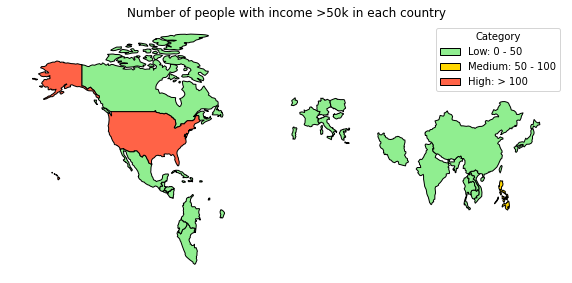 Number of people with income >50k in each country
Category
Low: 0 - 50
Medium: 50 - 100
High: > 100